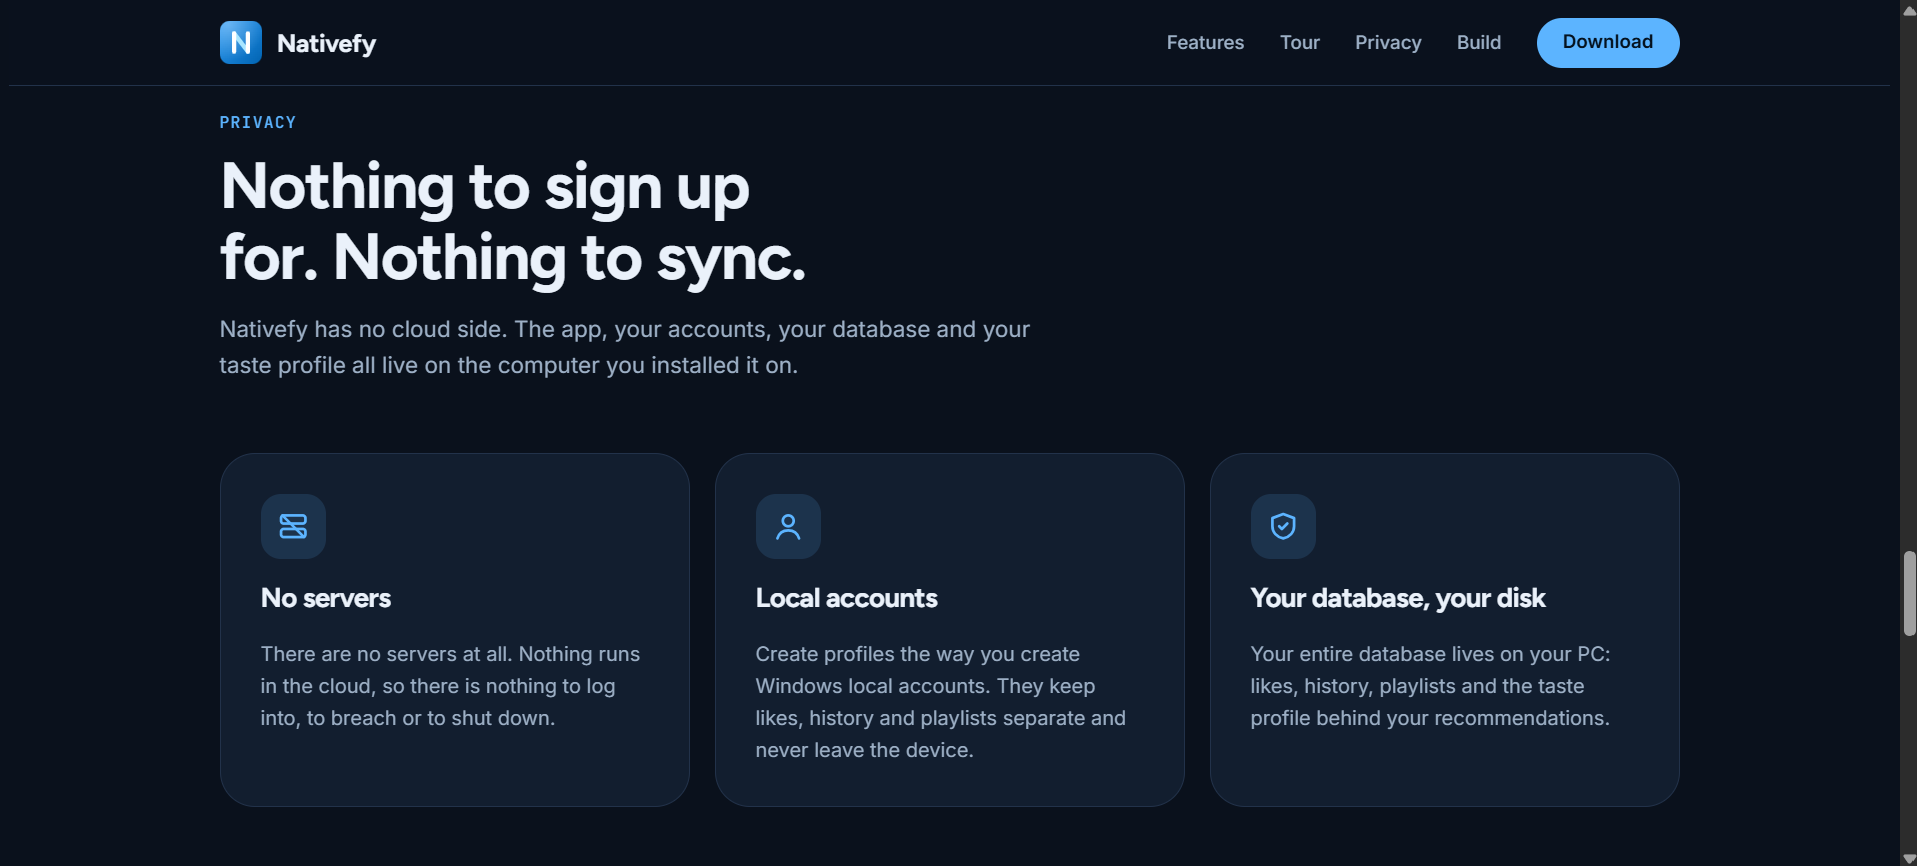 Nativefy
Features
Tour
Privacy
Build
Download
PRIVACY
Nothing to sign up
for. Nothing to sync.
Nativefy has no cloud side. The app, your accounts, your database and your
taste profile all live on the computer you installed it on.
No servers
There are no servers at all. Nothing runs
in the cloud, so there is nothing to log
into, to breach or to shut down.
Local accounts
Create profiles the way you create
Windows local accounts. They keep
likes, history and playlists separate and
never leave the device.
Your database, your disk
Your entire database lives on your PC:
likes, history, playlists and the taste
profile behind your recommendations.